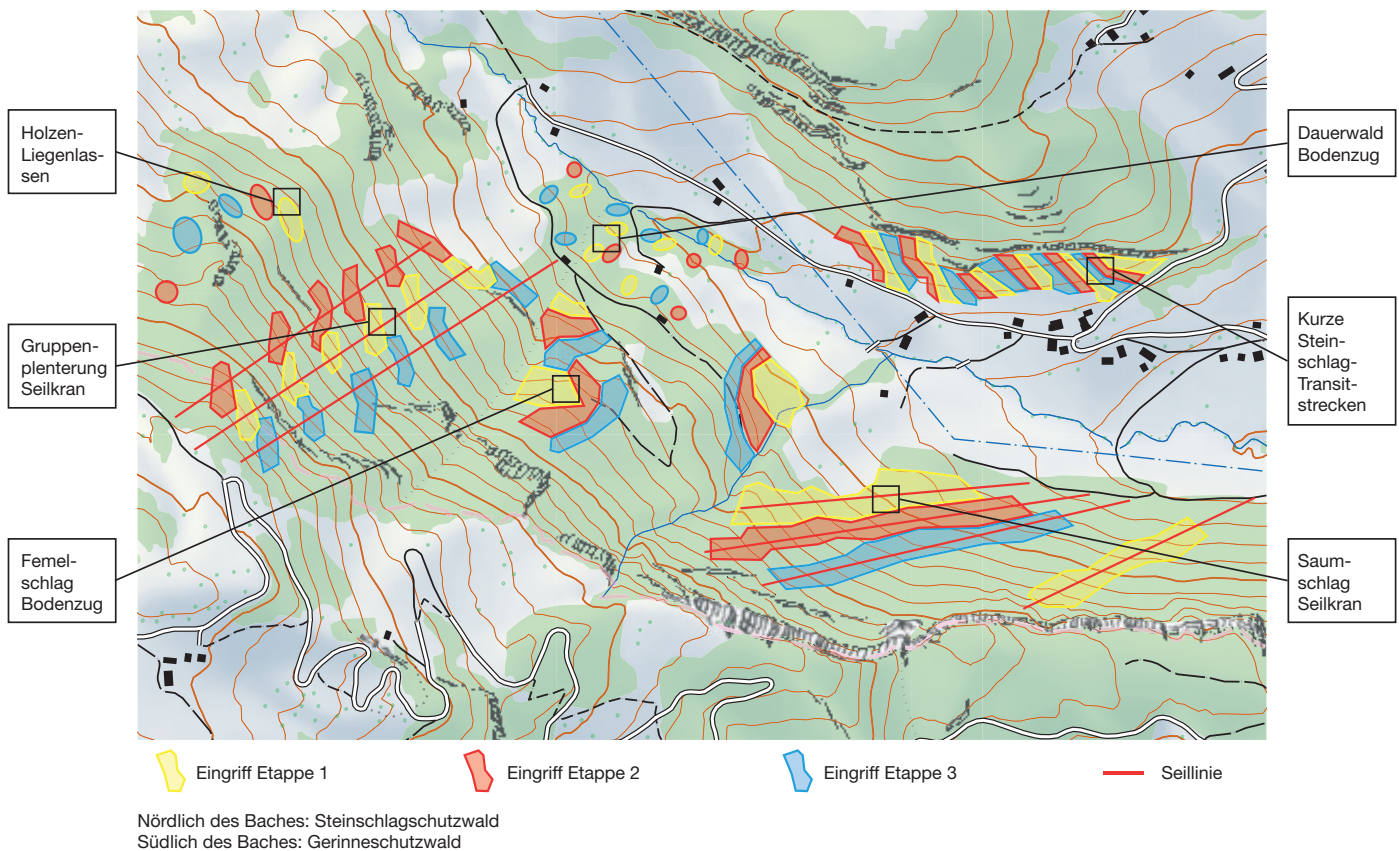 Holzen-
Liegenlas-
sen
Gruppen-
plenterung
Seilkran
Femel-
schlag
Bodenzug
Dauerwald
Bodenzug
Kurze
Stein-
schlag-
Transit-
strecken
Saum-
schlag
Seilkran
Eingriff Etappe 1
Eingriff Etappe 2
Eingriff Etappe 3
Seillinie
Nördlich des Baches: Steinschlagschutzwald
Südlich des Baches: Gerinneschutzwald